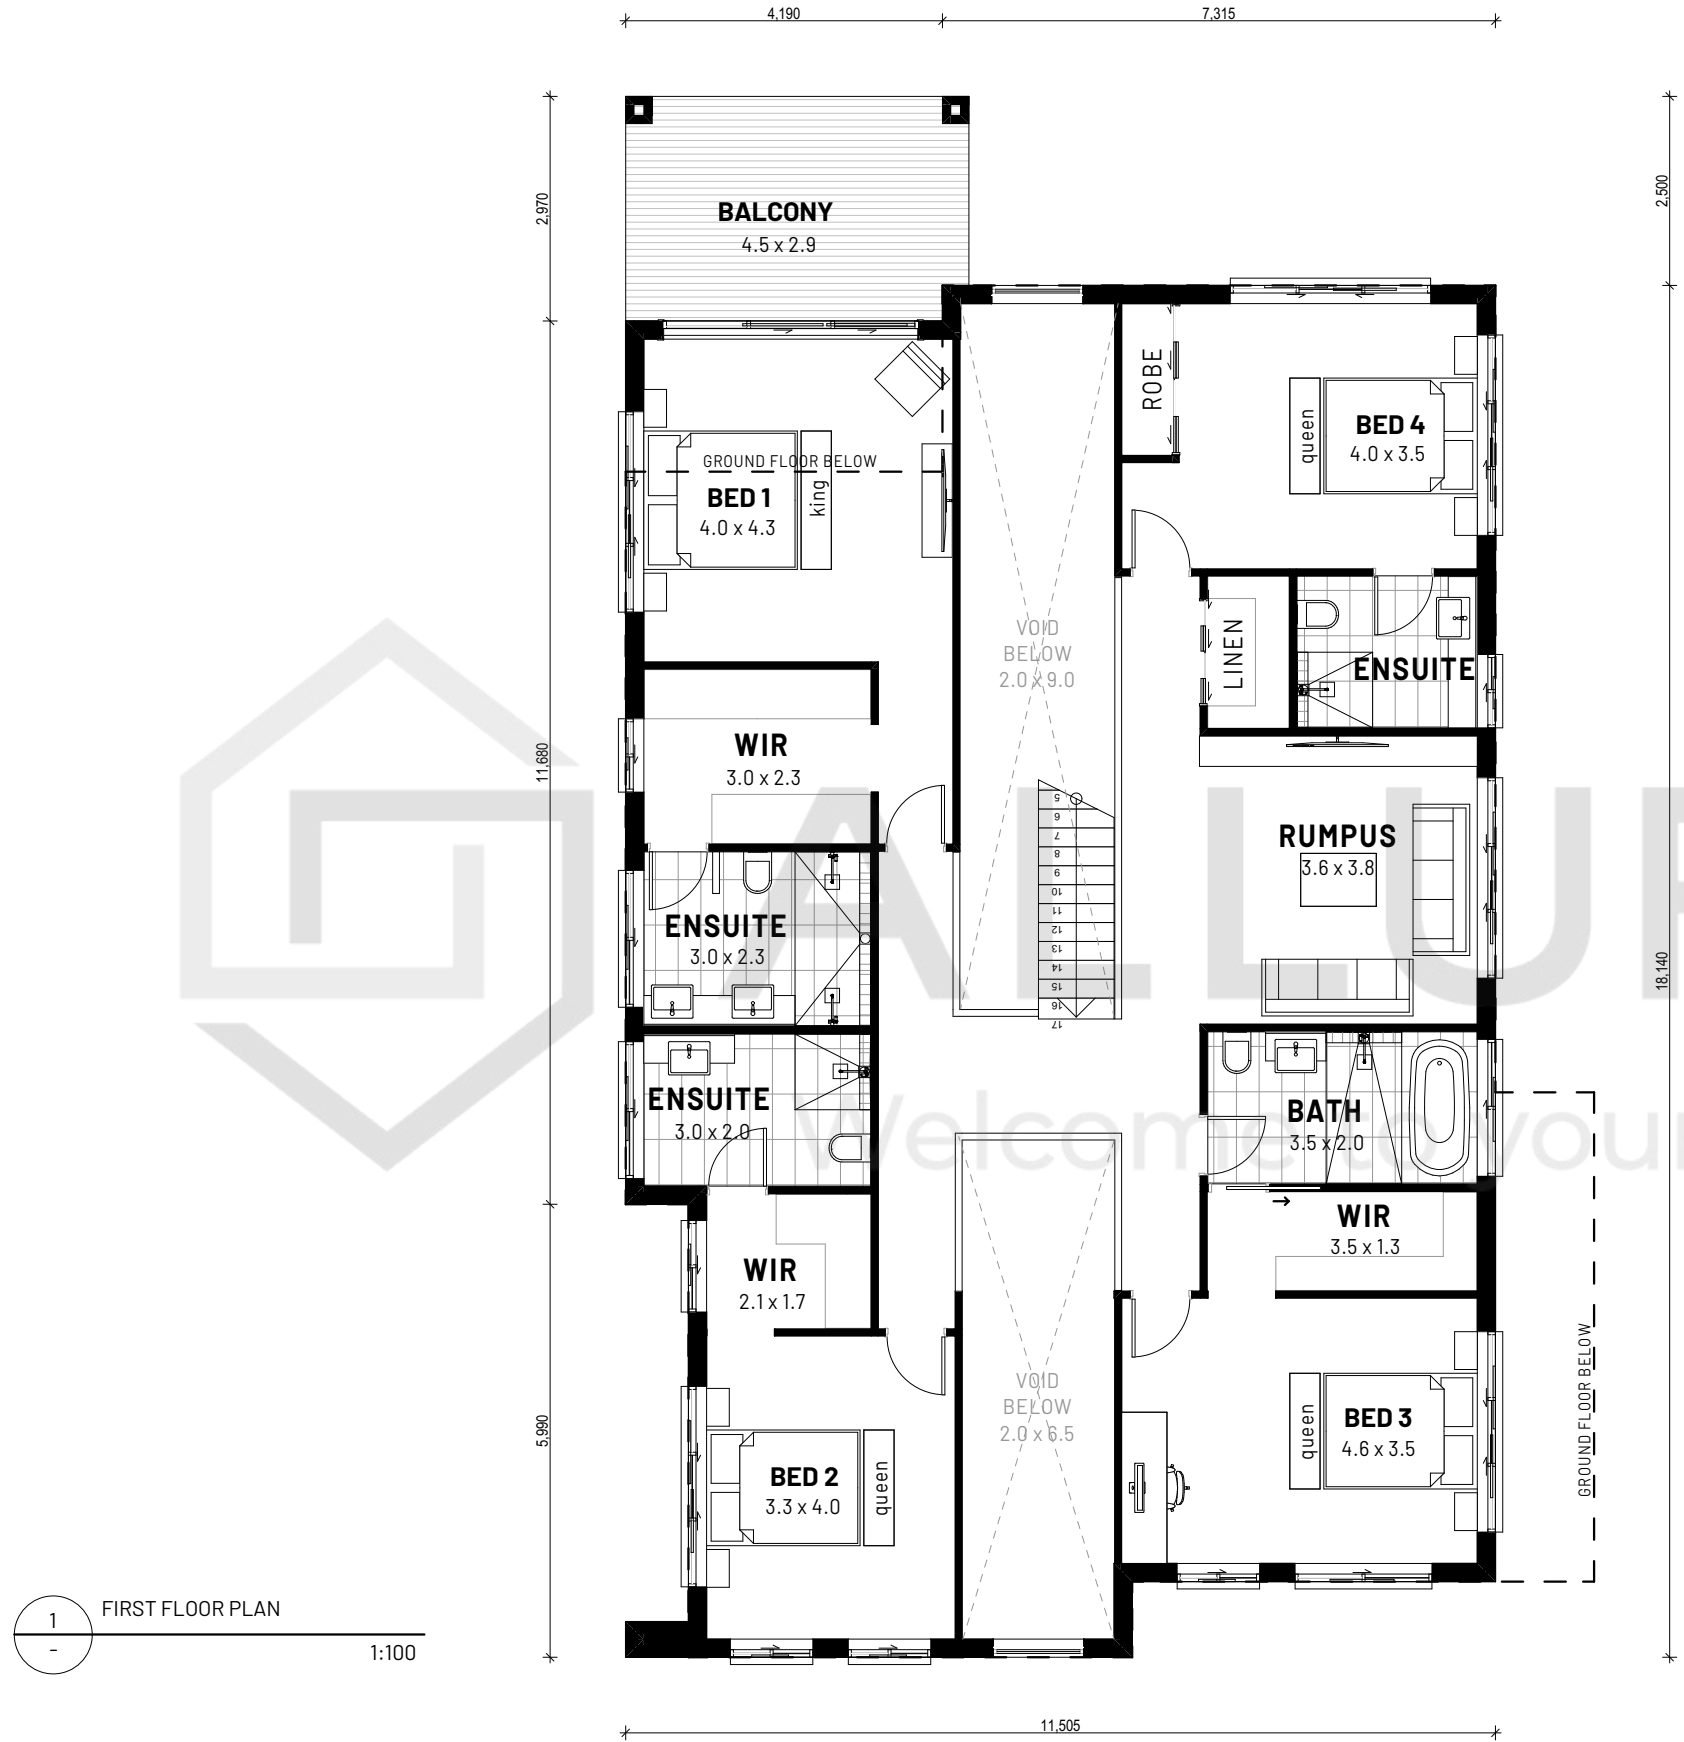 4,190
7,315
2,970
2,500
BALCONY
4.5 x 2.9
ROBE
queen
BED 4
4.0 x 3.5
GROUND FLOOR BELOW
BED 1
4.0 x 4.3
king
VOID
BELOW
2.0 x 9.0
LINEN
ENSUITE
WIR
3.0 x 2.3
11,680
5
6
7
8
9
10
11
12
13
14
15
16
17
RUMPUS
3.6 x 3.8
ENSUITE
3.0 x 2.3
18,140
ENSUITE
3.0 x 2.0
BATH
3.5 x 2.0
Welcome to your
WIR
3.5 x 1.3
WIR
2.1 x 1.7
VOID
BELOW
2.0 x 6.5
5,990
GROUND FLOOR BELOW
queen
BED 3
4.6 x 3.5
BED 2
3.3 x 4.0
queen
1
-
FIRST FLOOR PLAN
1:100
11,505